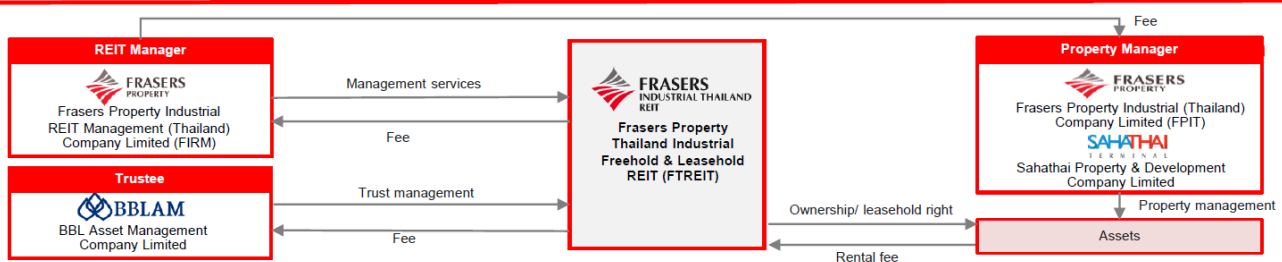 Fee
REIT Manager
FRASERS
PROPERTY
Frasers Property Industrial
REIT Management (Thailand)
Company Limited (FIRM)
Management services
Fee
Trustee
BBLAM
BBL Asset Management
Company Limited
Trust management
Fee
FRASERS
INDUSTRIAL THAILAND
REIT
Frasers Property
Thailand Industrial
Freehold & Leasehold
REIT (FTREIT)
Ownership/ leasehold right
Rental fee
Property Manager
FRASERS
PROPERTY
Frasers Property Industrial (Thailand)
Company Limited (FPIT)
SAHATHAI
TERMINAL
Sahathai Property & Development
Company Limited
Property management
Assets